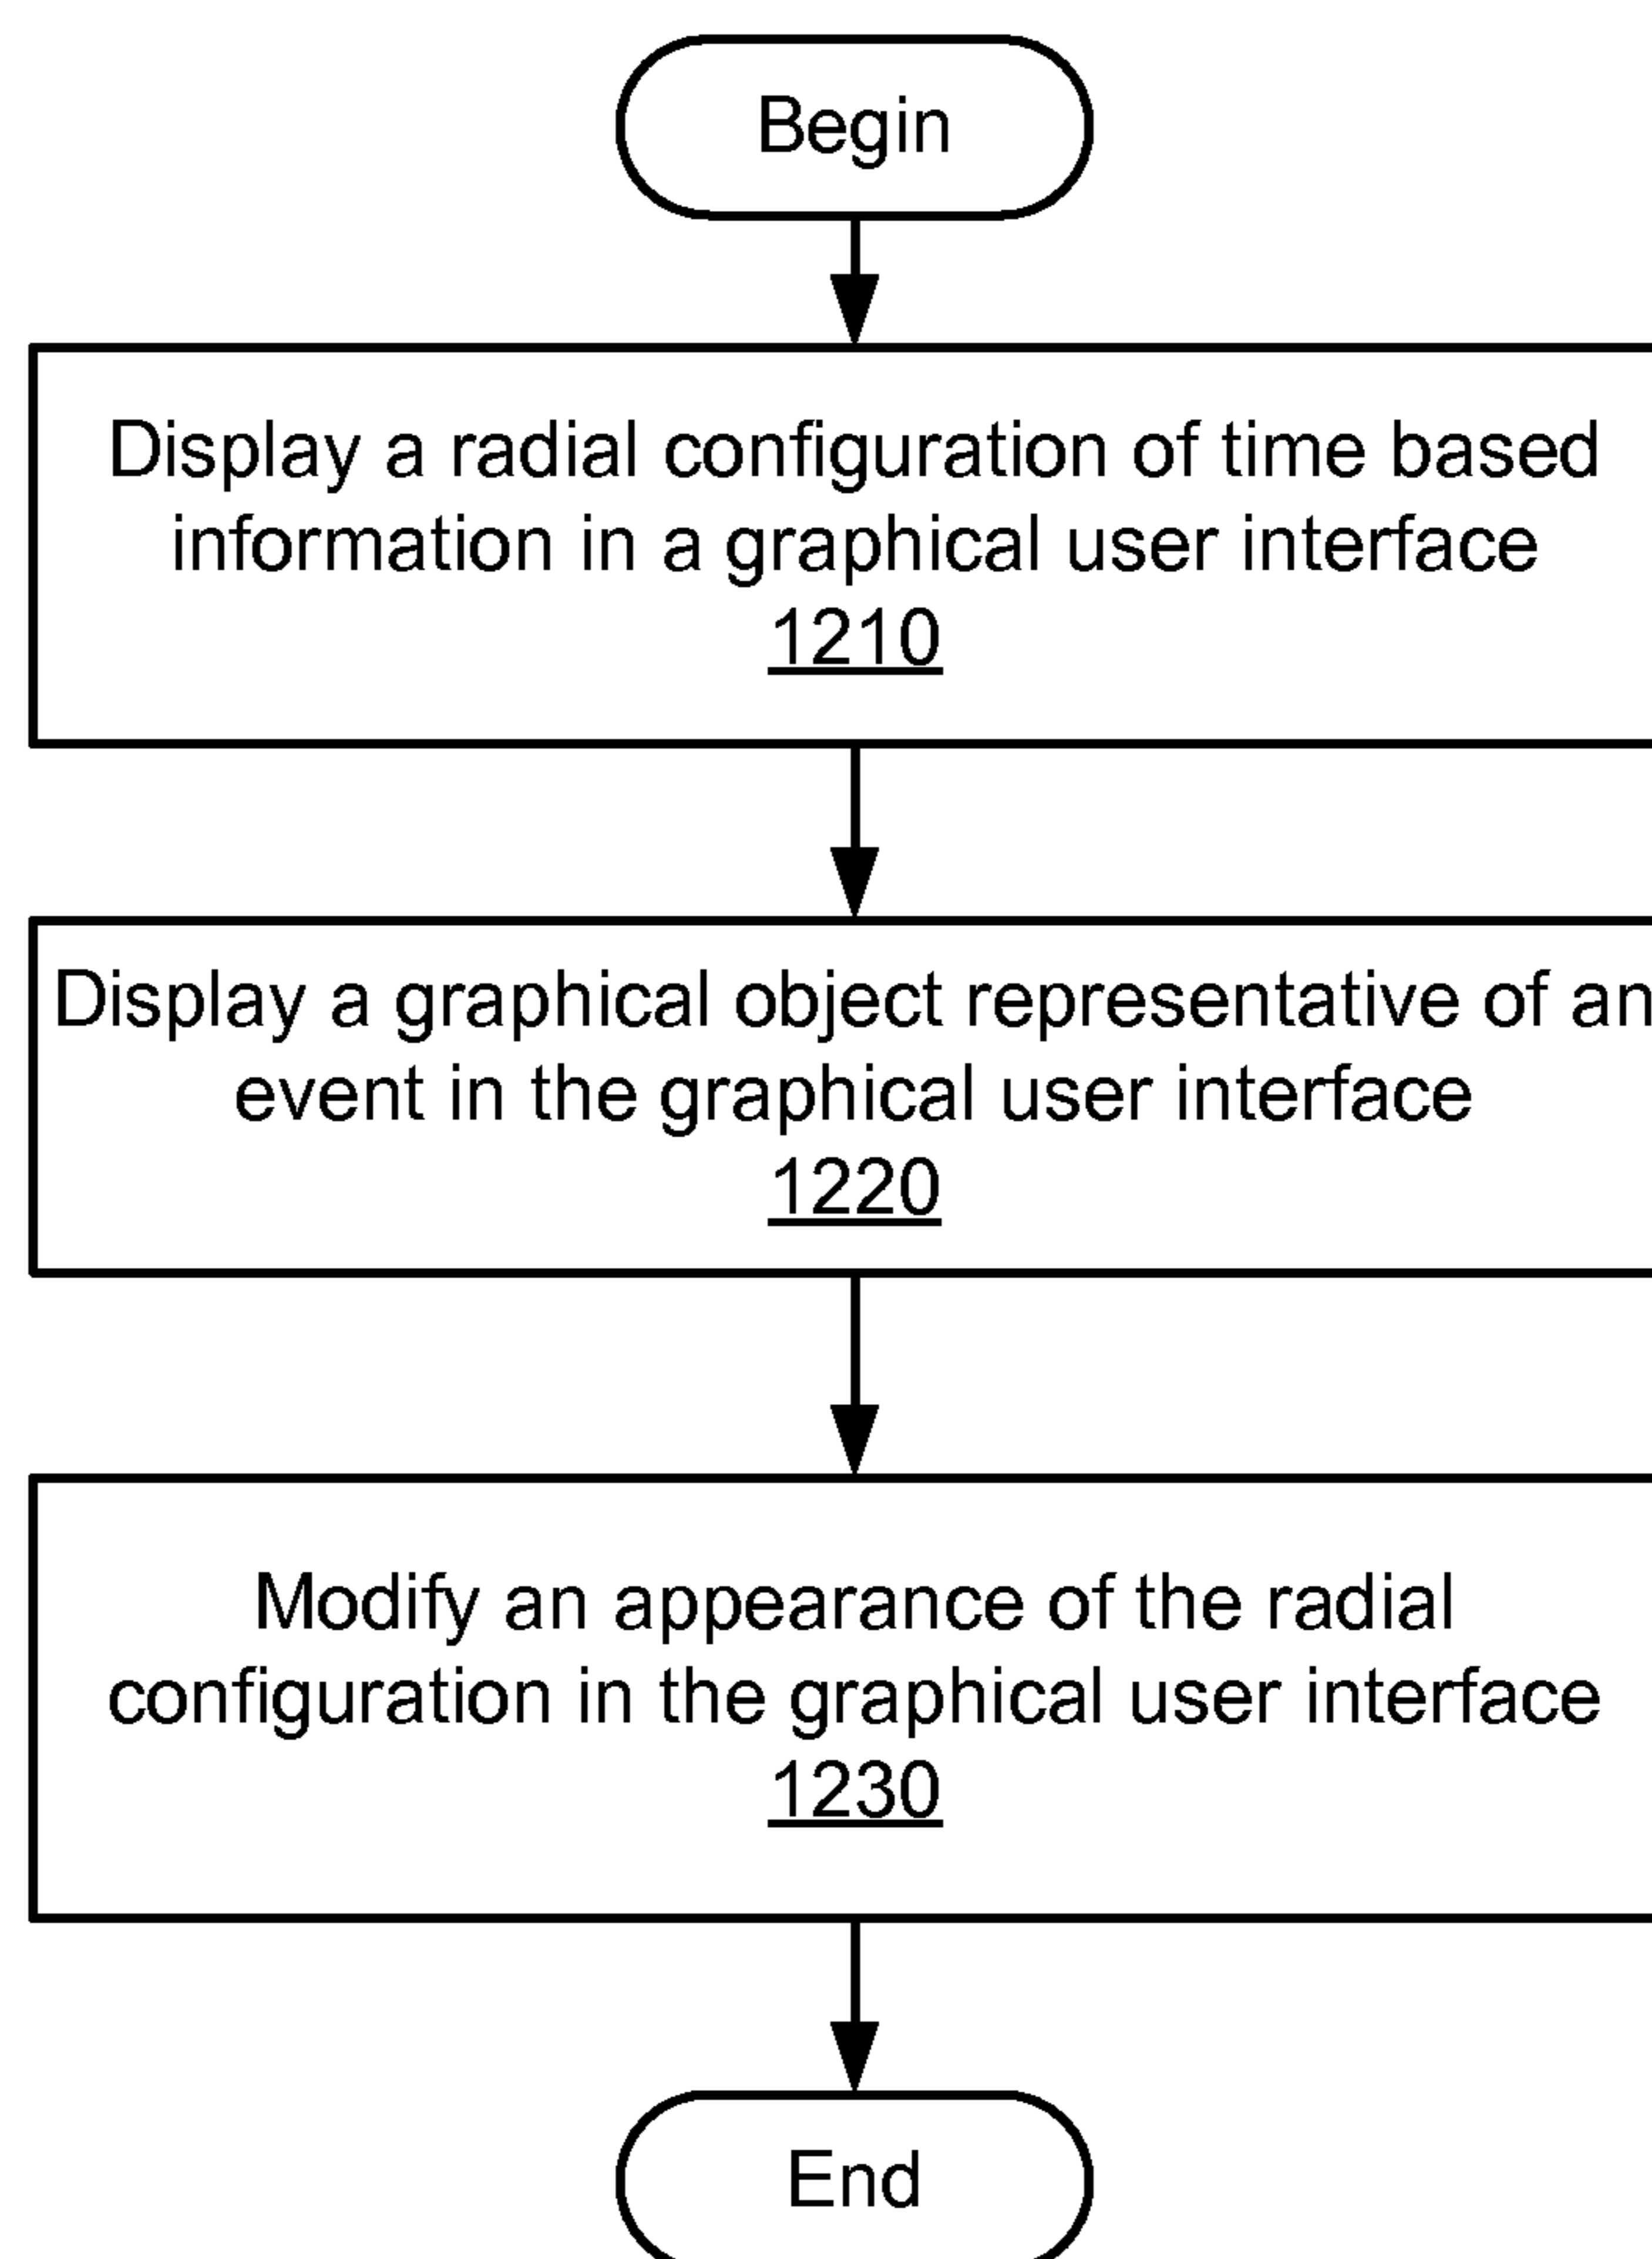 Begin
Display a radial configuration of time based
information in a graphical user interface
1210
Display a graphical object representative of an
event in the graphical user interface
1220
Modify an appearance of the radial
configuration in the graphical user interface
1230
End